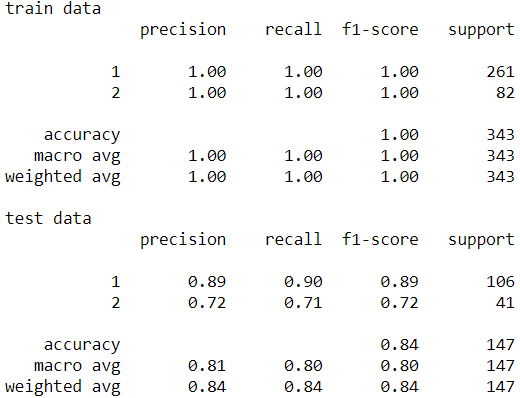 train data
precision recall f1-score support
1 1.00 1.00 1.00 261
2 1.00 1.00 1.00 82
accuracy 1.00 343
macro avg 1.00 1.00 1.00 343
weighted avg 1.00 1.00 1.00 343
test data
precision recall f1-score support
1 0.89 0.90 0.89 106
2 0.72 0.71 0.72 41
accuracy 0.84 147
macro avg 0.81 0.80 0.80 147
weighted avg 0.84 0.84 0.84 147